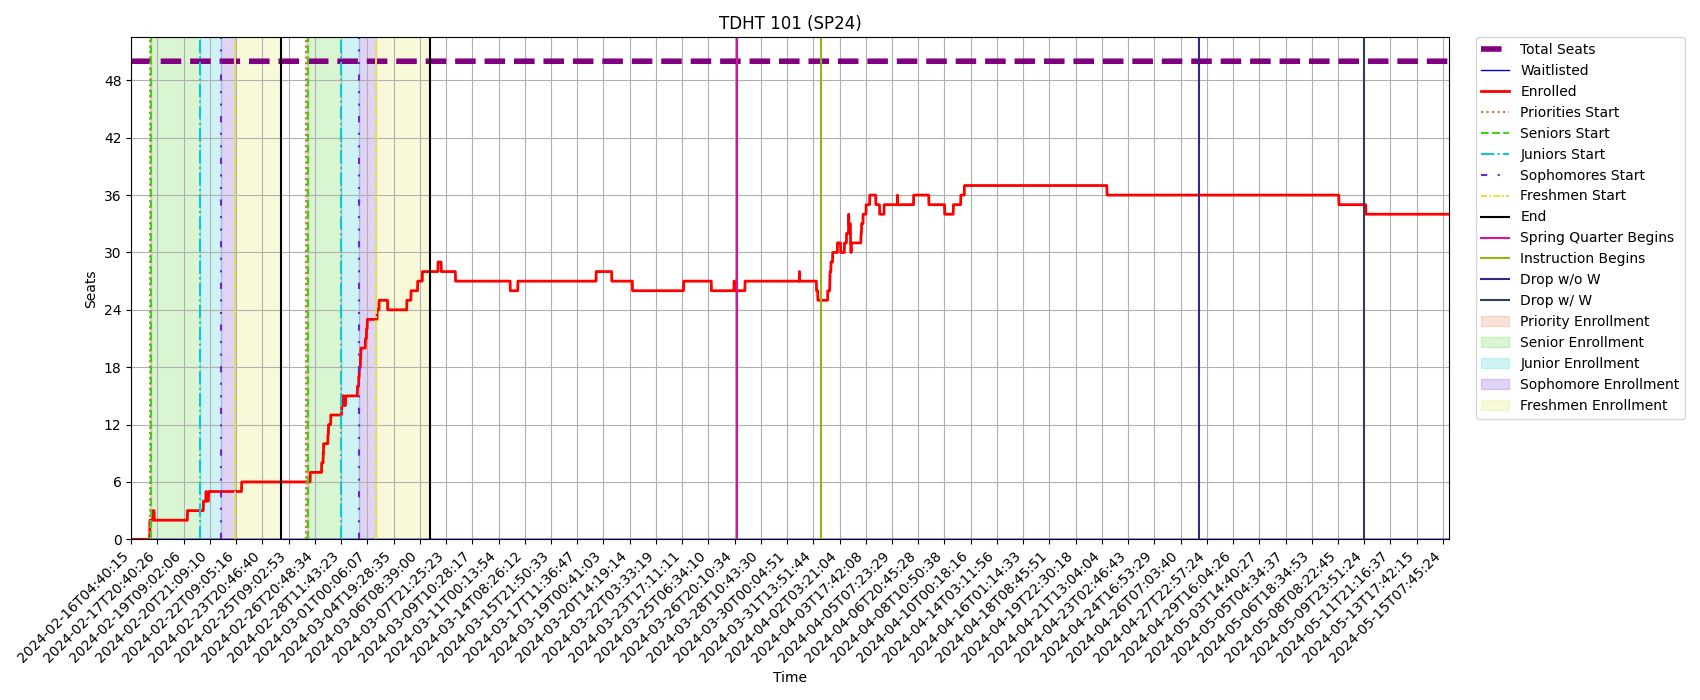 TDHT 101 (SP24)
Seats
48
42
36
30
24
18
12
6
0
2024-02-16T04:40:15
2024-02-17T20:40:26
2024-02-19T09:02:06
2024-02-20T21:09:10
2024-02-22T09:05:16
2024-02-23T20:46:40
2024-02-25T09:02:53
2024-02-26T20:48:34
2024-02-28T11:43:23
2024-03-01T00:06:07
2024-03-04T19:28:35
2024-03-06T08:39:00
2024-03-07T21:25:23
2024-03-09T10:28:17
2024-03-11T00:13:54
2024-03-14T08:26:12
2024-03-15T21:50:33
2024-03-17T11:36:47
2024-03-19T00:41:03
2024-03-20T14:19:14
2024-03-22T03:33:19
2024-03-23T17:11:11
2024-03-25T06:34:10
2024-03-26T20:10:34
2024-03-28T10:43:30
2024-03-30T00:04:51
2024-03-31T13:51:44
2024-04-02T03:21:04
2024-04-03T17:42:08
2024-04-05T07:23:29
2024-04-06T20:45:28
2024-04-08T10:50:38
2024-04-10T00:18:16
2024-04-14T03:11:56
2024-04-16T01:14:33
2024-04-18T08:45:51
2024-04-19T22:30:18
2024-04-21T13:04:04
2024-04-23T02:46:43
2024-04-24T16:53:29
2024-04-26T07:03:40
2024-04-27T22:57:24
2024-04-29T16:04:26
2024-05-03T14:40:27
2024-05-05T04:34:37
2024-05-06T18:34:53
2024-05-08T08:22:45
2024-05-09T23:51:24
2024-05-11T21:16:37
2024-05-13T17:42:15
2024-05-15T07:45:24
Time
Total Seats
Waitlisted
Enrolled
Priorities Start
Seniors Start
Juniors Start
Sophomores Start
Freshmen Start
End
Spring Quarter Begins
Instruction Begins
Drop w/o W
Drop w/ W
Priority Enrollment
Senior Enrollment
Junior Enrollment
Sophomore Enrollment
Freshmen Enrollment